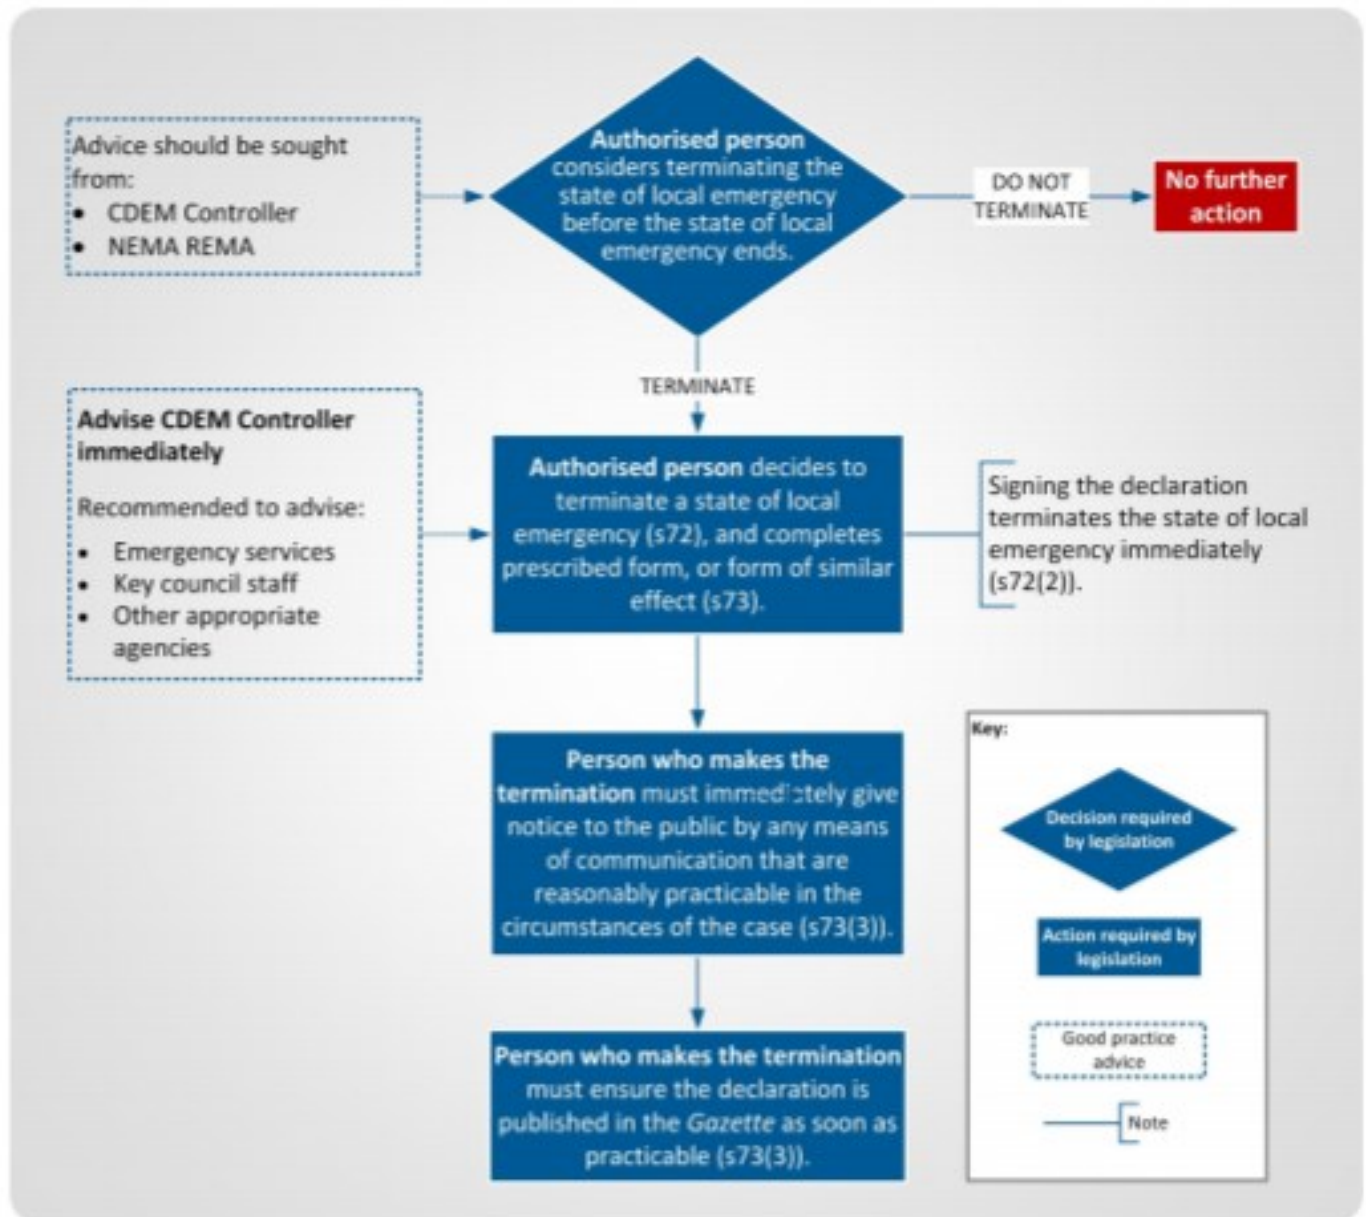 Advice should be sought
from:
• CDEM Controller
• NEMA REMA
Authorised person
considers terminating the
state of local emergency
before the state of local
emergency ends.
DO NOT
TERMINATE
No further
action
TERMINATE
Advise CDEM Controller
immediately
Recommended to advise:
• Emergency services
• Key council staff
• Other appropriate
agencies
Authorised person decides to
terminate a state of local
emergency (s72), and completes
prescribed form, or form of similar
effect (s73).
Signing the declaration
terminates the state of local
emergency immediately
(s72(2)).
Person who makes the
termination must immediately give
notice to the public by any means
of communication that are
reasonably practicable in the
circumstances of the case (s73(3)).
Person who makes the termination
must ensure the declaration is
published in the Gazette as soon as
practicable (s73(3)).
Key:
Decision required
by legislation
Action required by
legislation
Good practice
advice
Note